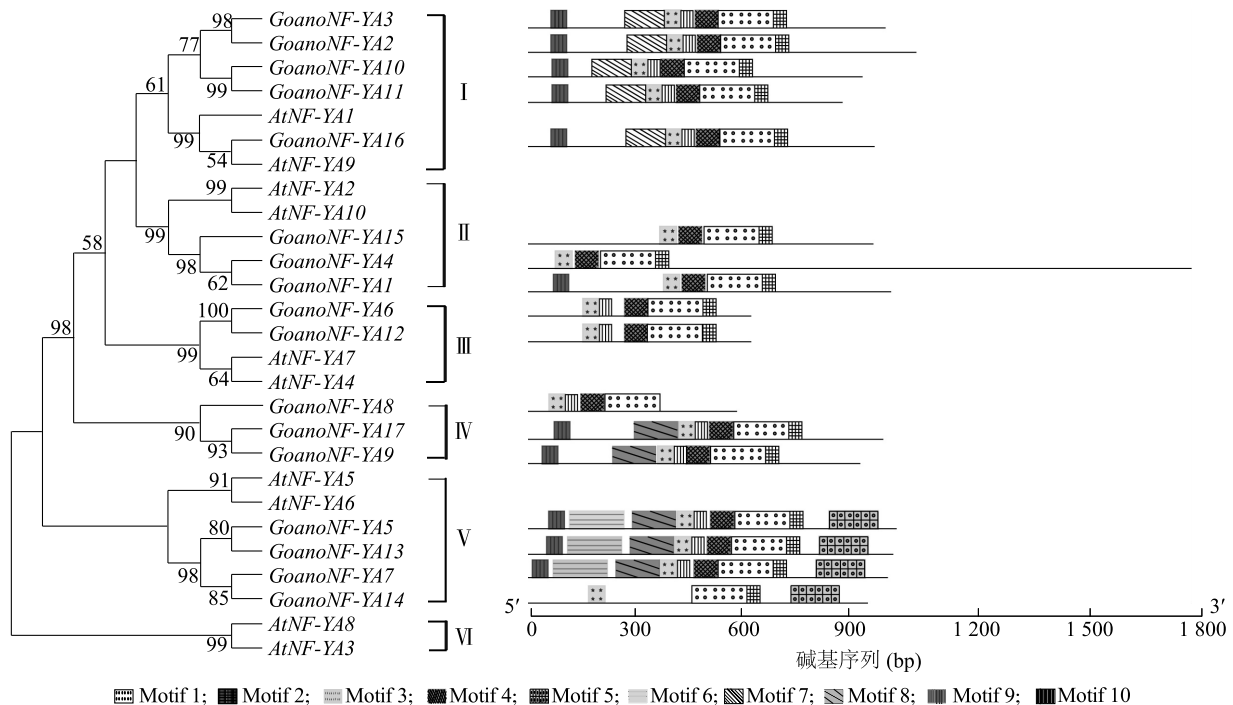 98 GoanoNF-YA3
77 GoanoNF-YA2
GoanoNF-YA10
61 99 GoanoNF-YA11 I
AtNF-YA1
99 GoanoNF-YA16
54 AtNF-YA9
99 AtNF-YA2
AtNF-YA10
58 99 GoanoNF-YA15 II
98 GoanoNF-YA4
62 GoanoNF-YA1
100 GoanoNF-YA6
98 GoanoNF-YA12
99 AtNF-YA7 III
64 AtNF-YA4
GoanoNF-YA8
90 GoanoNF-YA17 IV
93 GoanoNF-YA9
91 AtNF-YA5
AtNF-YA6
80 GoanoNF-YA5 V
GoanoNF-YA13
98 GoanoNF-YA7
85 GoanoNF-YA14
AtNF-YA8
99 AtNF-YA3 VI
5′ 3′
0 300 600 900 1 200 1 500 1 800
碱基序列 (bp)
Motif 1; Motif 2; Motif 3; Motif 4; Motif 5; Motif 6; Motif 7; Motif 8; Motif 9; Motif 10